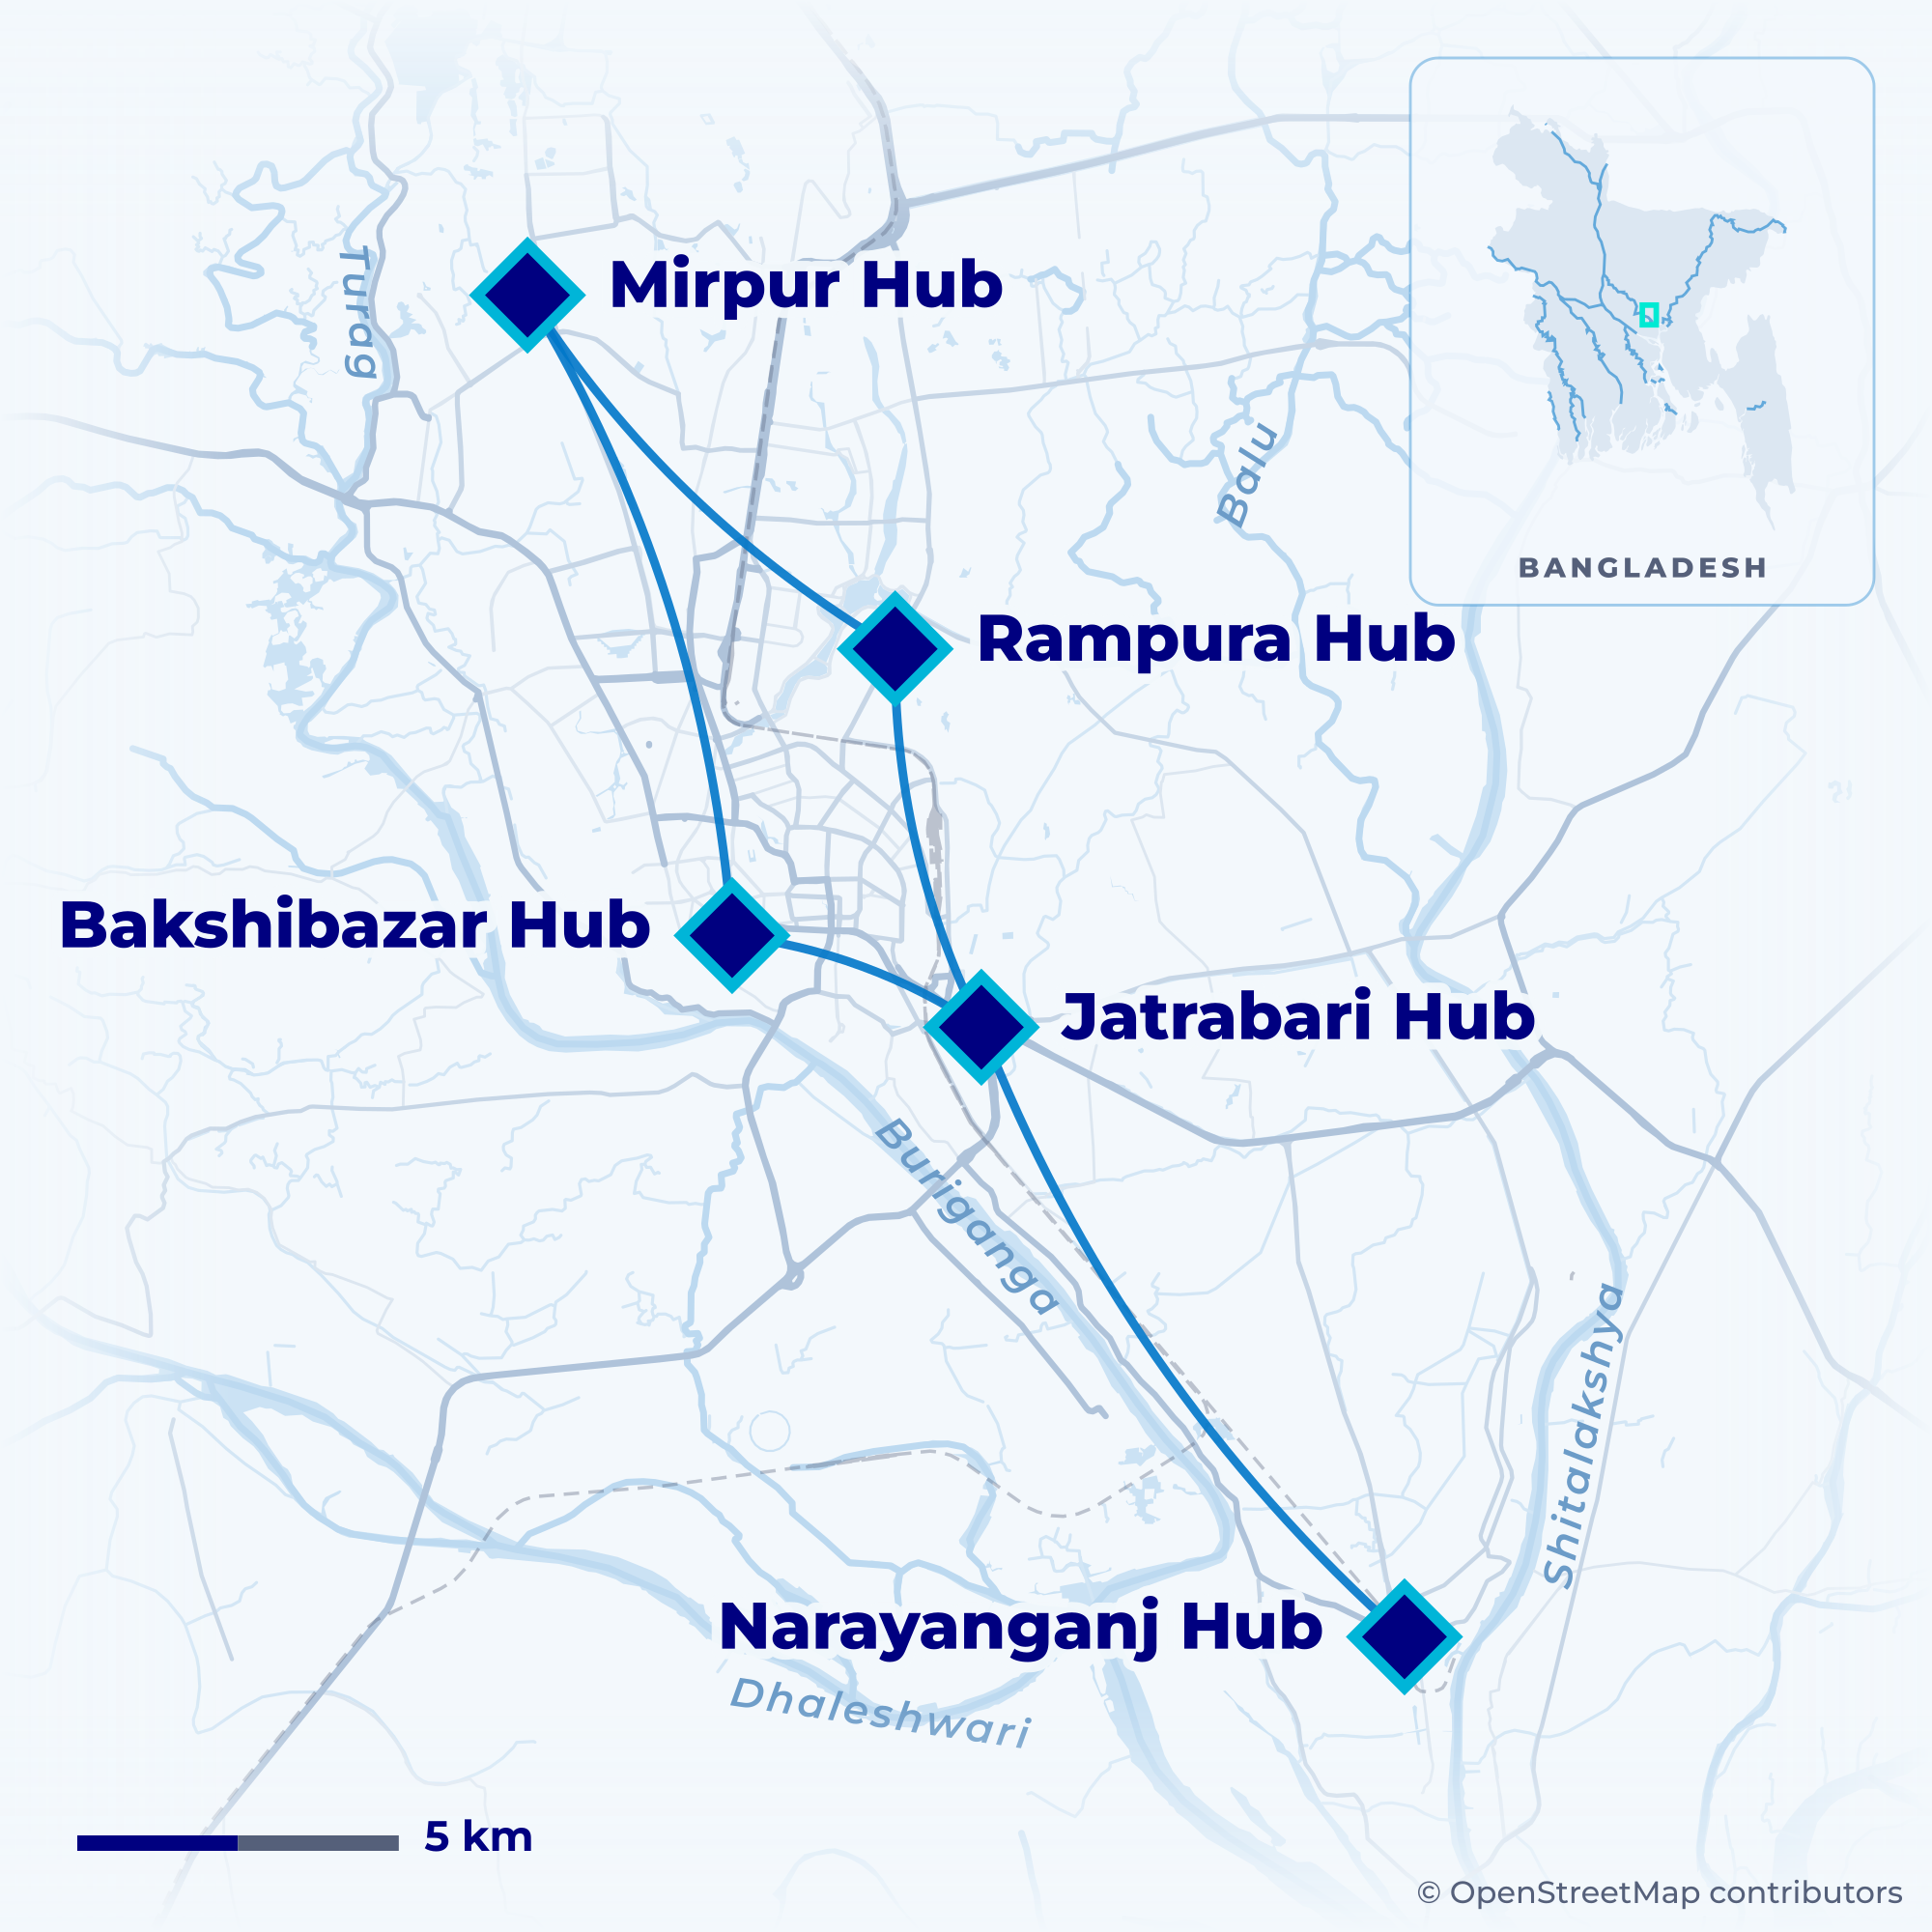 Turag
Mirpur Hub
Balu
BANGLADESH
Rampura Hub
Bakshibazar Hub
Jatrabari Hub
Buriganga
Shitalakshya
Narayanganj Hub
Dhaleshwari
5 km
© OpenStreetMap contributors